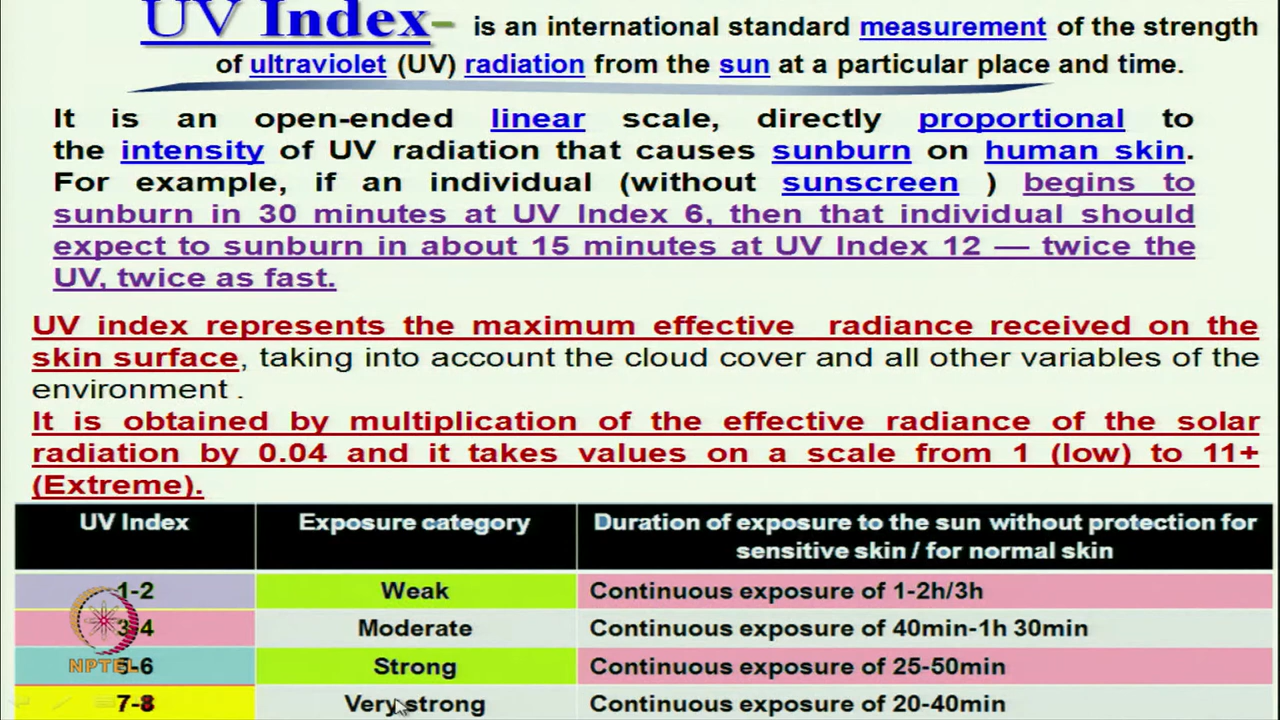 UV Index– is an international standard measurement of the strength
of ultraviolet (UV) radiation from the sun at a particular place and time.
It is an open-ended linear scale, directly proportional to
the intensity of UV radiation that causes sunburn on human skin.
For example, if an individual (without sunscreen ) begins to
sunburn in 30 minutes at UV Index 6, then that individual should
expect to sunburn in about 15 minutes at UV Index 12 — twice the
UV, twice as fast.
UV index represents the maximum effective radiance received on the
skin surface, taking into account the cloud cover and all other variables of the
environment .
It is obtained by multiplication of the effective radiance of the solar
radiation by 0.04 and it takes values on a scale from 1 (low) to 11+
(Extreme).
UV Index Exposure category Duration of exposure to the sun without protection for
sensitive skin / for normal skin
1-2 Weak Continuous exposure of 1-2h/3h
3-4 Moderate Continuous exposure of 40min-1h 30min
5-6 Strong Continuous exposure of 25-50min
NPTEL
7-8 Very strong Continuous exposure of 20-40min